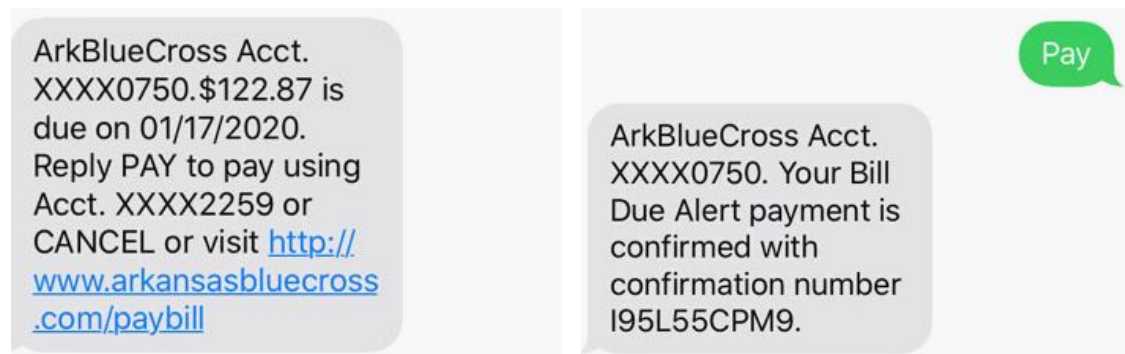 ArkBlueCross Acct.
XXXX0750.$122.87 is
due on 01/17/2020.
Reply PAY to pay using
Acct. XXXX2259 or
CANCEL or visit http://
www.arkansasbluecross
.com/paybill
Pay
ArkBlueCross Acct.
XXXX0750. Your Bill
Due Alert payment is
confirmed with
confirmation number
I95L55CPM9.